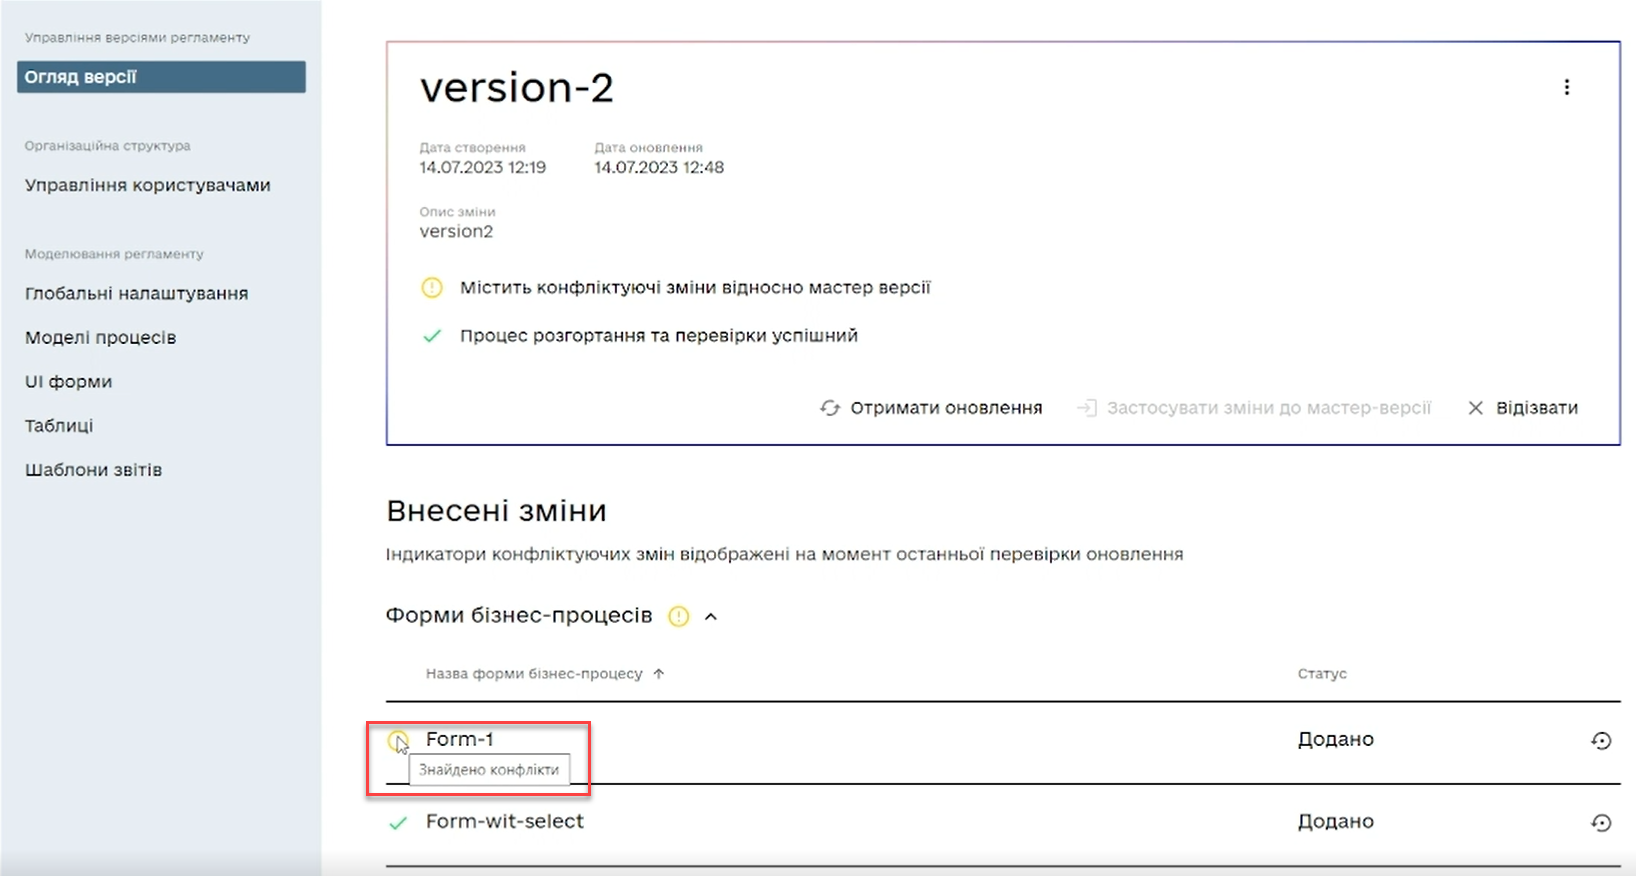 Управління версіями регламенту
Огляд версії
Організаційна структура
Управління користувачами
Моделювання регламенту
Глобальні налаштування
Моделі процесів
UI форми
Таблиці
Шаблони звітів
version-2
Дата створення Дата оновлення
14.07.2023 12:19 14.07.2023 12:48
Опис зміни
version2
Містить конфліктуючі зміни відносно мастер версії
Процес розгортання та перевірки успішний
Отримати оновлення Застосувати зміни до мастер-версії Відізвати
Внесені зміни
Індикатори конфліктуючих змін відображені на момент останньої перевірки оновлення
Форми бізнес-процесів
Назва форми бізнес-процесу Статус
Form-1 Додано
Знайдено конфлікти
Form-wit-select Додано